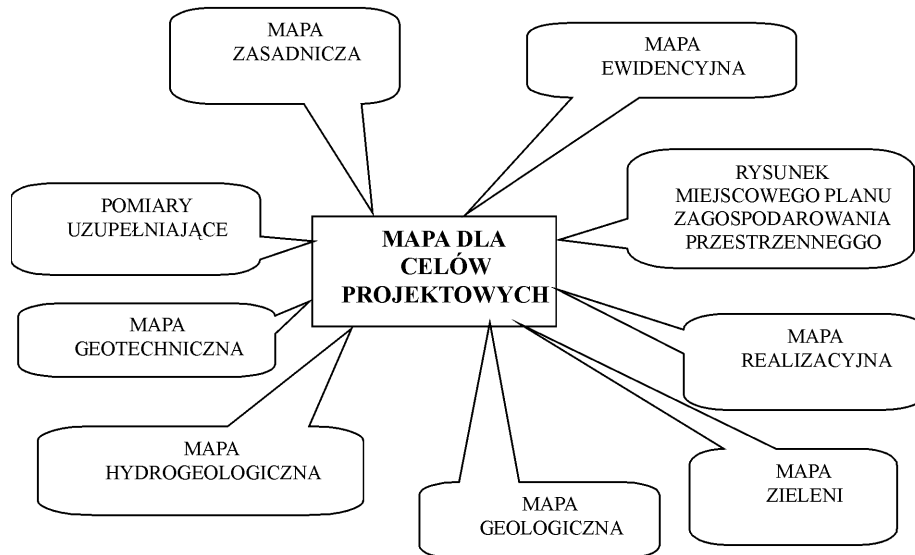 MAPA
ZASADNICZA
MAPA
EWIDENCYJNA
POMIARY
UZUPEŁNIAJĄCE
MAPA DLA
CELÓW
PROJEKTOWYCH
RYSUNEK
MIEJSCOWEGO PLANU
ZAGOSPODAROWANIA
PRZESTRZENNEGGO
MAPA
GEOTECHNICZNA
MAPA
REALIZACYJNA
MAPA
HYDROGEOLOGICZNA
MAPA
GEOLOGICZNA
MAPA
ZIELENI